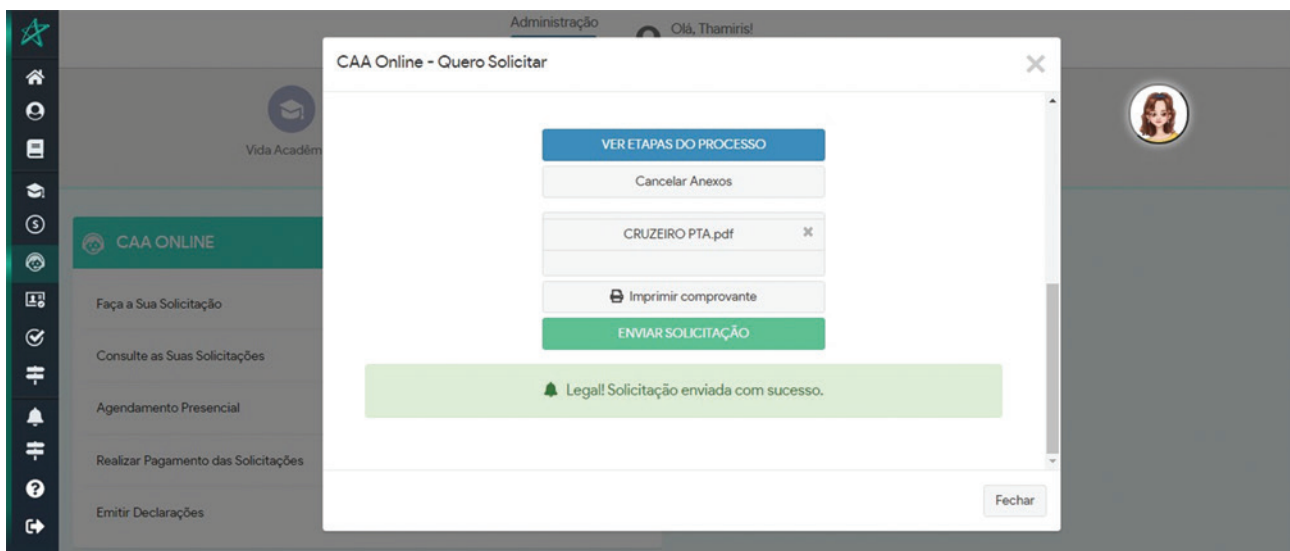 Administração
Olá, Thamiris!
CAA Online - Quero Solicitar
Vida Acadêm
VER ETAPAS DO PROCESSO
Cancelar Anexos
CRUZEIRO PTA.pdf
Imprimir comprovante
ENVIAR SOLICITAÇÃO
Legal! Solicitação enviada com sucesso.
Fechar
CAA ONLINE
Faça a Sua Solicitação
Consulte as Suas Solicitações
Agendamento Presencial
Realizar Pagamento das Solicitações
Emitir Declarações